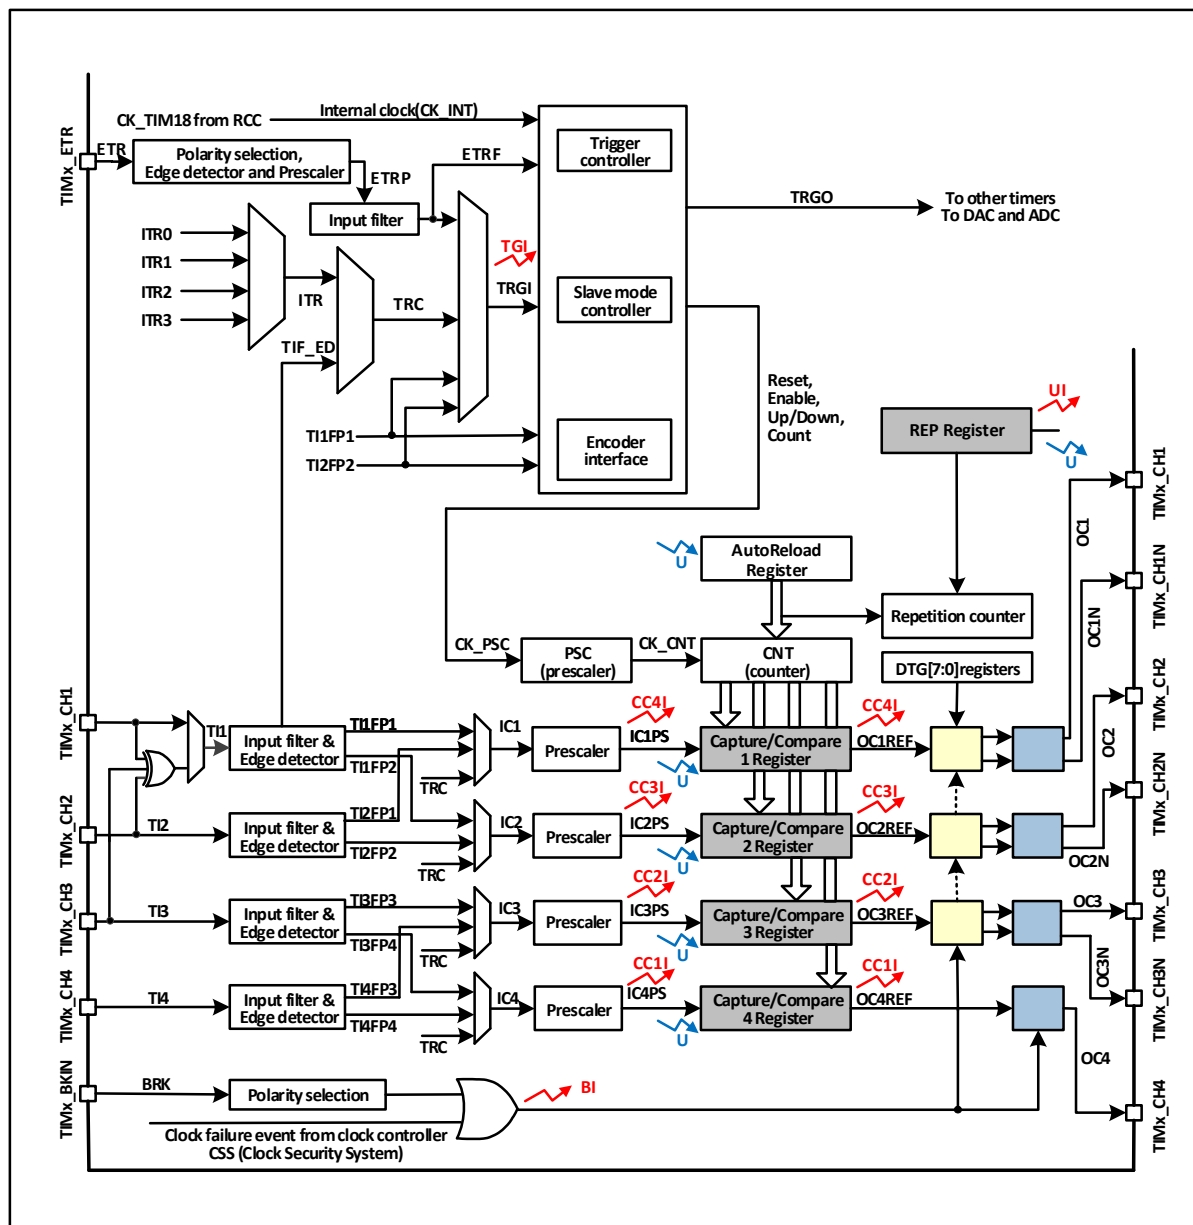 Internal clock(CK_INT)
CK_TIM18 from RCC
TIMx_ETR
ETR
Polarity selection,
Edge detector and Prescaler
ETRP
Input filter
ETRF
Trigger
controller
TRGO
To other timers
To DAC and ADC
ITR0
ITR1
ITR2
ITR3
ITR
TRC
TGI
TRGI
Slave mode
controller
TIF_ED
TI1FP1
TI2FP2
Encoder
interface
Reset,
Enable,
Up/Down,
Count
UI
REP Register
U
AutoReload
Register
U
Repetition counter
CK_PSC
PSC
(prescaler)
CK_CNT
CNT
(counter)
DTG[7:0]registers
TIMx_CH1
TI1
Input filter &
Edge detector
TI1FP1
TI1FP2
TRC
IC1
Prescaler
CC4I
IC1PS
U
Capture/Compare
1 Register
CC4I
OC1REF
OC1
TIMx_CH1
OC1N
TIMx_CH1N
TIMx_CH2
TI2
Input filter &
Edge detector
TI2FP1
TI2FP2
TRC
IC2
Prescaler
CC3I
IC2PS
U
Capture/Compare
2 Register
CC3I
OC2REF
OC2
TIMx_CH2
OC2N
TIMx_CH2N
TIMx_CH3
TI3
Input filter &
Edge detector
TI3FP3
TI3FP4
TRC
IC3
Prescaler
CC2I
IC3PS
U
Capture/Compare
3 Register
CC2I
OC3REF
OC3
TIMx_CH3
OC3N
TIMx_CH3N
TIMx_CH4
TI4
Input filter &
Edge detector
TI4FP3
TI4FP4
TRC
IC4
Prescaler
CC1I
IC4PS
U
Capture/Compare
4 Register
CC1I
OC4REF
OC4
TIMx_CH4
TIMx_BKIN
BRK
Polarity selection
BI
Clock failure event from clock controller
CSS (Clock Security System)